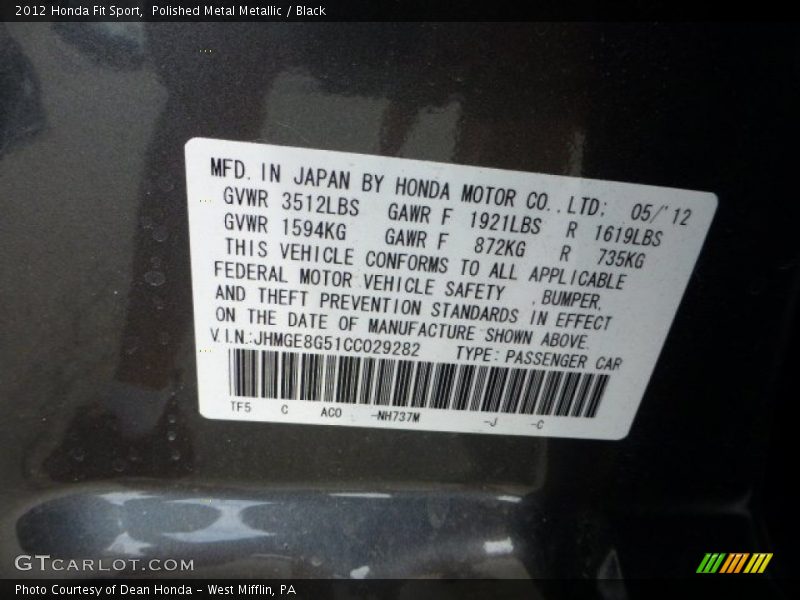 2012 Honda Fit Sport,  Polished Metal Metallic / Black
MFD. IN JAPAN BY HONDA MOTOR CO., LTD; 05/'12
GVWR 3512LBS GAWR F 1921LBS R 1619LBS
GVWR 1594KG GAWR F 872KG R 735KG
THIS VEHICLE CONFORMS TO ALL APPLICABLE
FEDERAL MOTOR VEHICLE SAFETY , BUMPER,
AND THEFT PREVENTION STANDARDS IN EFFECT
ON THE DATE OF MANUFACTURE SHOWN ABOVE.
V.I.N.:JHMGE8G51CC029282 TYPE: PASSENGER CAR
TF5 C AC0 -NH737M -J -C
GTCARLOT.COM
Photo Courtesy of Dean Honda - West Mifflin, PA